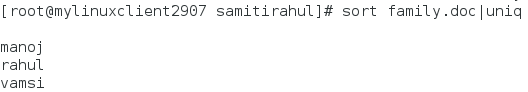 [root@mylinuxclient2907 samitirahul]# sort family.doc|uniq
manoj
rahul
vamsi